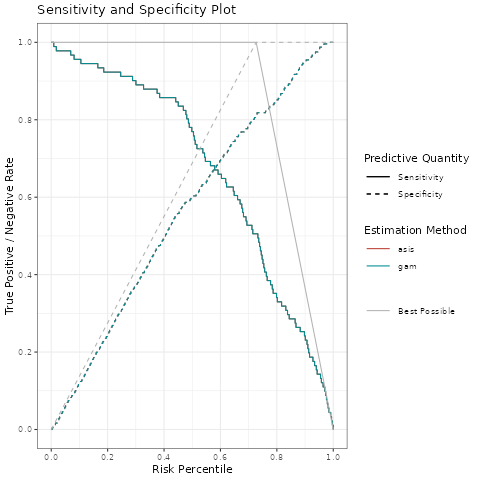 Sensitivity and Specificity Plot
1.0
0.8
0.6
0.4
0.2
0.0
True Positive / Negative Rate
0.0 0.2 0.4 0.6 0.8 1.0
Risk Percentile
Predictive Quantity
Sensitivity
Specificity
Estimation Method
asis
gam
Best Possible